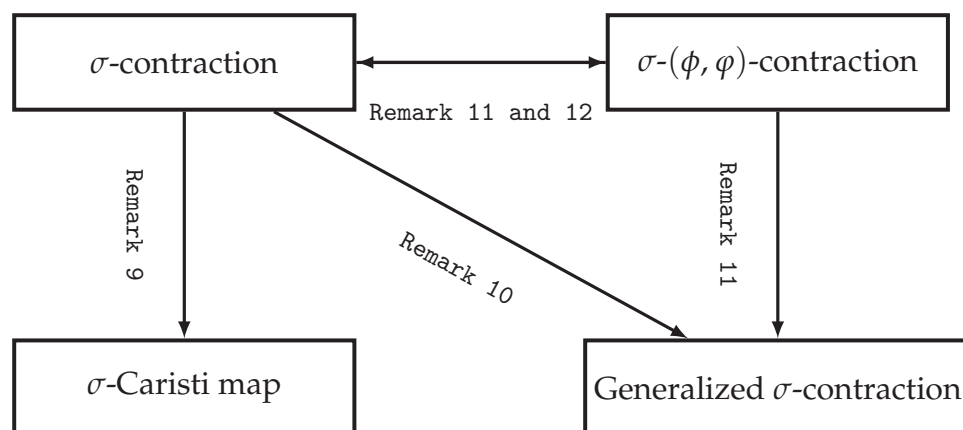 σ-contraction
σ-(ϕ, φ)-contraction
Remark 11 and 12
Remark 9
Remark 10
Remark 11
σ-Caristi map
Generalized σ-contraction